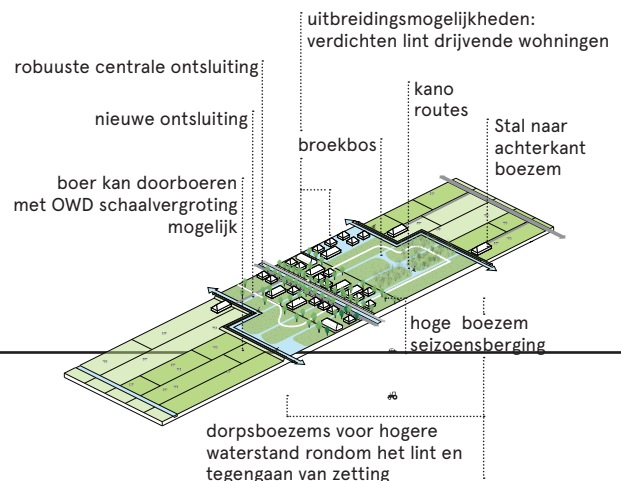 uitbreidingsmogelijkheden:
verdichten lint drijvende wohningen
robuuste centrale ontsluiting
kano
routes
nieuwe ontsluiting
Stal naar
achterkant
boezem
broekbos
boer kan doorboeren
met OWD schaalvergroting
mogelijk
hoge boezem
seizoensberging
dorpsboezems voor hogere
waterstand rondom het lint en
tegengaan van zetting